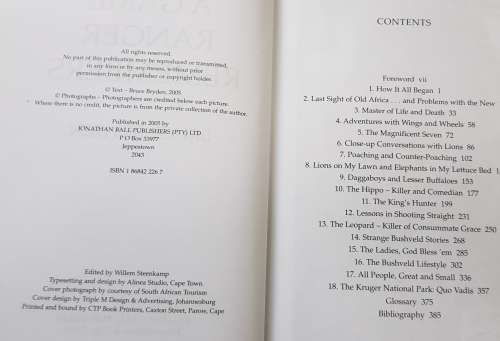 All rights reserved.
No part of this publication may be reproduced or transmitted,
in any form or by any means, without prior
permission from the publisher or copyright holder.
© Text – Bruce Bryden, 2005
© Photographs – Photographers are credited below each picture.
Where there is no credit, the picture is from the private collection of the author.
Published in 2005 by
JONATHAN BALL PUBLISHERS (PTY) LTD
P O Box 33977
Jeppestown
2043
ISBN 1 86842 226 7
Edited by Willem Steenkamp
Typesetting and design by Alinea Studio, Cape Town
Cover photograph by courtesy of South African Tourism
Cover design by Triple M Design & Advertising, Johannesburg
Printed and bound by CTP Book Printers, Caxton Street, Parow, Cape
CONTENTS
Foreword vii
1. How It All Began 1
2. Last Sight of Old Africa . . . and Problems with the New
3. Master of Life and Death 33
4. Adventures with Wings and Wheels 58
5. The Magnificent Seven 72
6. Close-up Conversations with Lions 86
7. Poaching and Counter-Poaching 102
8. Lions on My Lawn and Elephants in My Lettuce Bed
9. Daggaboys and Lesser Buffaloes 153
10. The Hippo – Killer and Comedian 177
11. The King's Hunter 199
12. Lessons in Shooting Straight 231
13. The Leopard – Killer of Consummate Grace 250
14. Strange Bushveld Stories 268
15. The Ladies, God Bless 'em 285
16. The Bushveld Lifestyle 302
17. All People, Great and Small 336
18. The Kruger National Park: Quo Vadis 357
Glossary 375
Bibliography 385